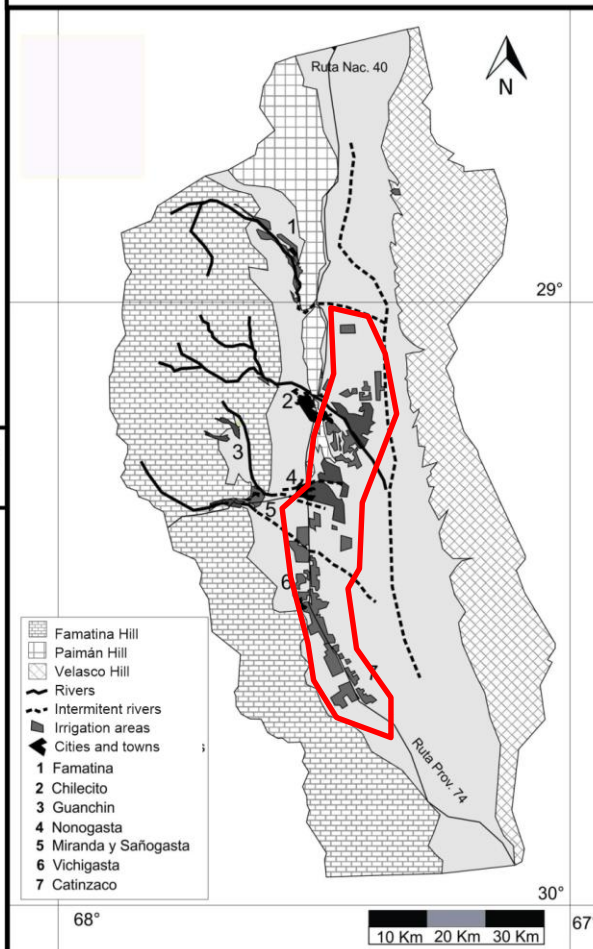 Ruta Nac. 40
N
1
29°
2
3
4
5
6
7
Famatina Hill
Paimán Hill
Velasco Hill
Rivers
Intermitent rivers
Irrigation areas
Cities and towns
s
1 Famatina
2 Chilecito
3 Guanchin
4 Nonogasta
5 Miranda y Sañogasta
6 Vichigasta
7 Catinzaco
Ruta Prov. 74
30°
68°
67°
10 Km 20 Km 30 Km